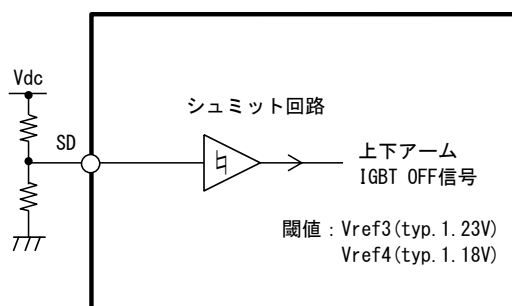 Vdc
SD
シュミット回路
上下アーム
IGBT OFF信号
閾値：Vref3(typ.1.23V)
Vref4(typ.1.18V)